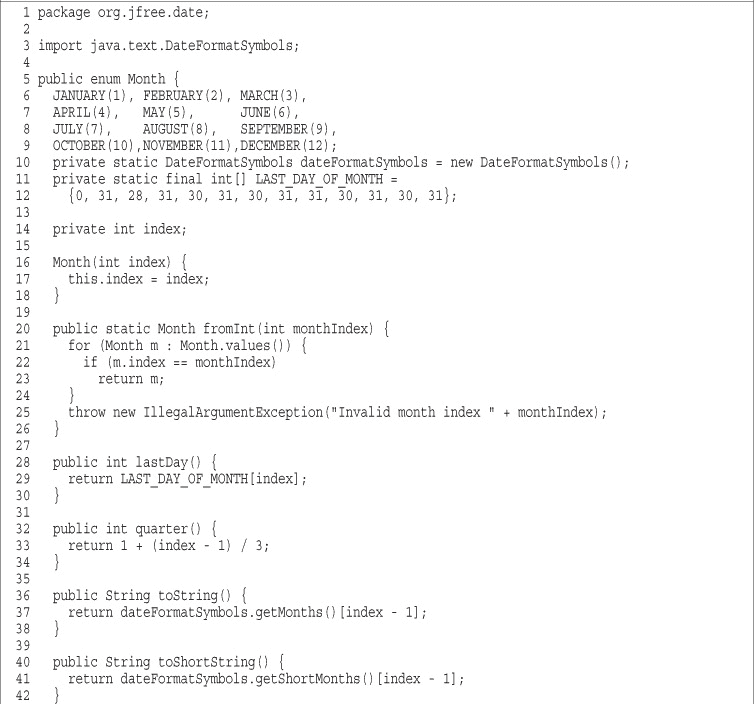 1 package org.jfree.date;
2
3 import java.text.DateFormatSymbols;
4
5 public enum Month {
6   JANUARY(1), FEBRUARY(2), MARCH(3),
7   APRIL(4),   MAY(5),      JUNE(6),
8   JULY(7),    AUGUST(8),   SEPTEMBER(9),
9   OCTOBER(10),NOVEMBER(11),DECEMBER(12);
10   private static DateFormatSymbols dateFormatSymbols = new DateFormatSymbols();
11   private static final int[] LAST_DAY_OF_MONTH =
12     {0, 31, 28, 31, 30, 31, 30, 31, 31, 30, 31, 30, 31};
13
14   private int index;
15
16   Month(int index) {
17     this.index = index;
18   }
19
20   public static Month fromInt(int monthIndex) {
21     for (Month m : Month.values()) {
22       if (m.index == monthIndex)
23         return m;
24     }
25     throw new IllegalArgumentException("Invalid month index " + monthIndex);
26   }
27
28   public int lastDay() {
29     return LAST_DAY_OF_MONTH[index];
30   }
31
32   public int quarter() {
33     return 1 + (index - 1) / 3;
34   }
35
36   public String toString() {
37     return dateFormatSymbols.getMonths()[index - 1];
38   }
39
40   public String toShortString() {
41     return dateFormatSymbols.getShortMonths()[index - 1];
42   }